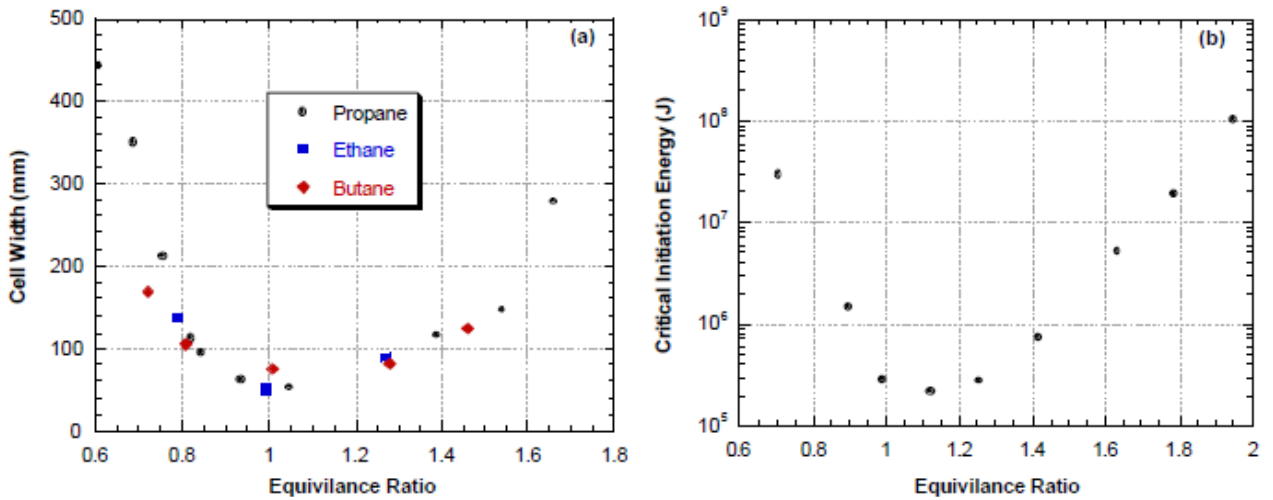 (a)
Cell Width (mm)
500
400
300
200
100
0
Propane
Ethane
Butane
0.6 0.8 1 1.2 1.4 1.6 1.8
Equivilance Ratio
(b)
Critical Initiation Energy (J)
10⁹
10⁸
10⁷
10⁶
10⁵
0.6 0.8 1 1.2 1.4 1.6 1.8 2
Equivilance Ratio